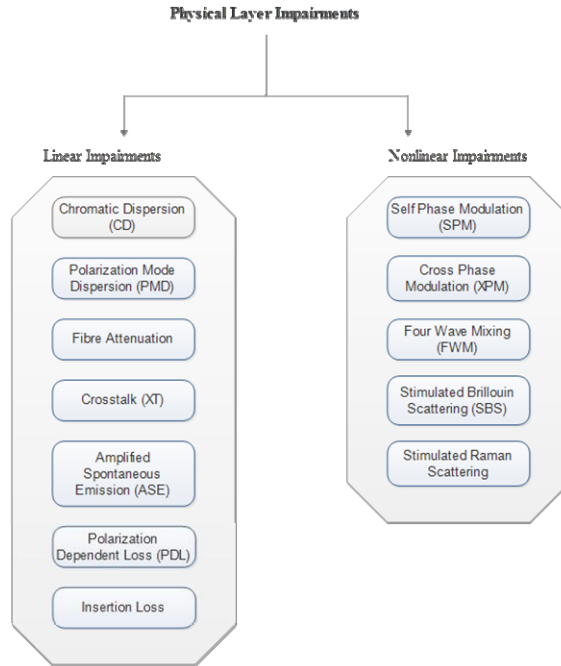 Physical Layer Impairments
Linear Impairments
Chromatic Dispersion
(CD)
Polarization Mode
Dispersion (PMD)
Fibre Attenuation
Crosstalk (XT)
Amplified
Spontaneous
Emission (ASE)
Polarization
Dependent Loss (PDL)
Insertion Loss
Nonlinear Impairments
Self Phase Modulation
(SPM)
Cross Phase
Modulation (XPM)
Four Wave Mixing
(FWM)
Stimulated Brillouin
Scattering (SBS)
Stimulated Raman
Scattering